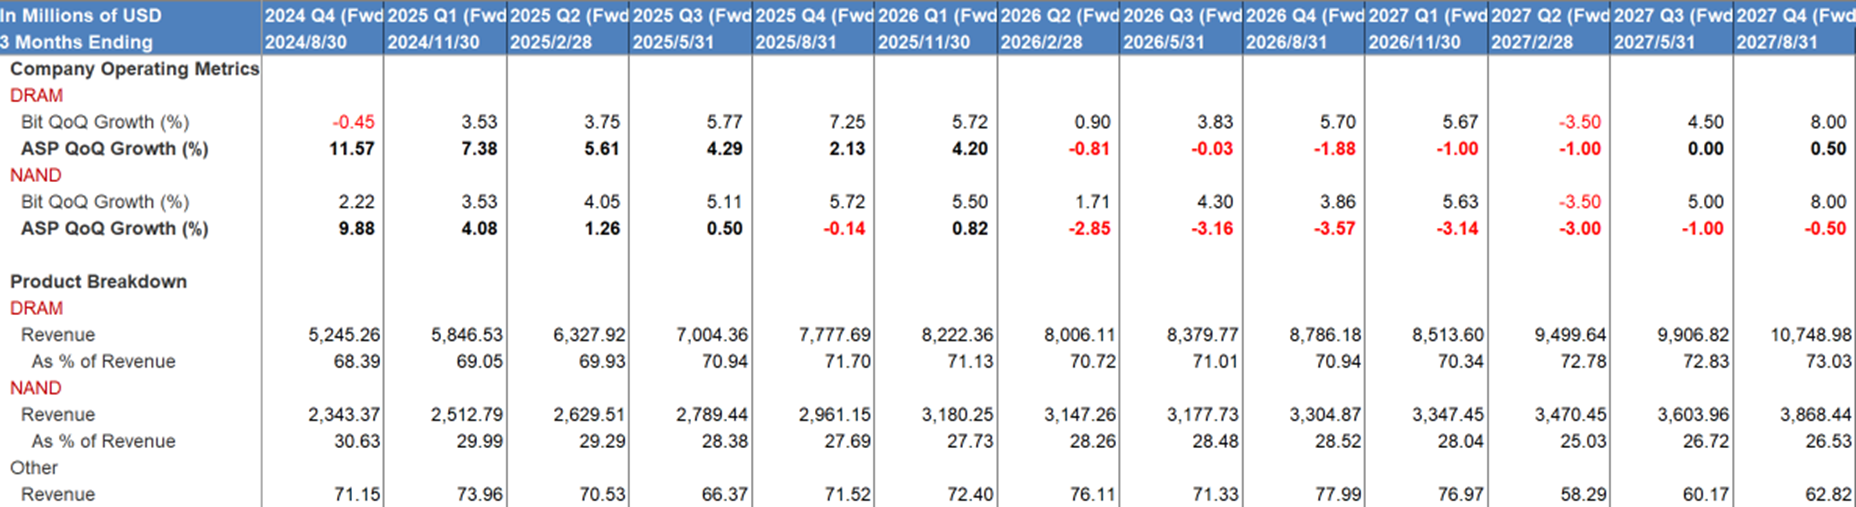 In Millions of USD 2024 Q4 (Fwd 2025 Q1 (Fwd 2025 Q2 (Fwd 2025 Q3 (Fwd 2025 Q4 (Fwd 2026 Q1 (Fwd 2026 Q2 (Fwd 2026 Q3 (Fwd 2026 Q4 (Fwd 2027 Q1 (Fwd 2027 Q2 (Fwd 2027 Q3 (Fwd 2027 Q4 (Fwd
3 Months Ending 2024/8/30 2024/11/30 2025/2/28 2025/5/31 2025/8/31 2025/11/30 2026/2/28 2026/5/31 2026/8/31 2026/11/30 2027/2/28 2027/5/31 2027/8/31
Company Operating Metrics
DRAM
Bit QoQ Growth (%) -0.45 3.53 3.75 5.77 7.25 5.72 0.90 3.83 5.70 5.67 -3.50 4.50 8.00
ASP QoQ Growth (%) 11.57 7.38 5.61 4.29 2.13 4.20 -0.81 -0.03 -1.88 -1.00 -1.00 0.00 0.50
NAND
Bit QoQ Growth (%) 2.22 3.53 4.05 5.11 5.72 5.50 1.71 4.30 3.86 5.63 -3.50 5.00 8.00
ASP QoQ Growth (%) 9.88 4.08 1.26 0.50 -0.14 0.82 -2.85 -3.16 -3.57 -3.14 -3.00 -1.00 -0.50
Product Breakdown
DRAM
Revenue 5,245.26 5,846.53 6,327.92 7,004.36 7,777.69 8,222.36 8,006.11 8,379.77 8,786.18 8,513.60 9,499.64 9,906.82 10,748.98
As % of Revenue 68.39 69.05 69.93 70.94 71.70 71.13 70.72 71.01 70.94 70.34 72.78 72.83 73.03
NAND
Revenue 2,343.37 2,512.79 2,629.51 2,789.44 2,961.15 3,180.25 3,147.26 3,177.73 3,304.87 3,347.45 3,470.45 3,603.96 3,868.44
As % of Revenue 30.63 29.99 29.29 28.38 27.69 27.73 28.26 28.48 28.52 28.04 25.03 26.72 26.53
Other
Revenue 71.15 73.96 70.53 66.37 71.52 72.40 76.11 71.33 77.99 76.97 58.29 60.17 62.82